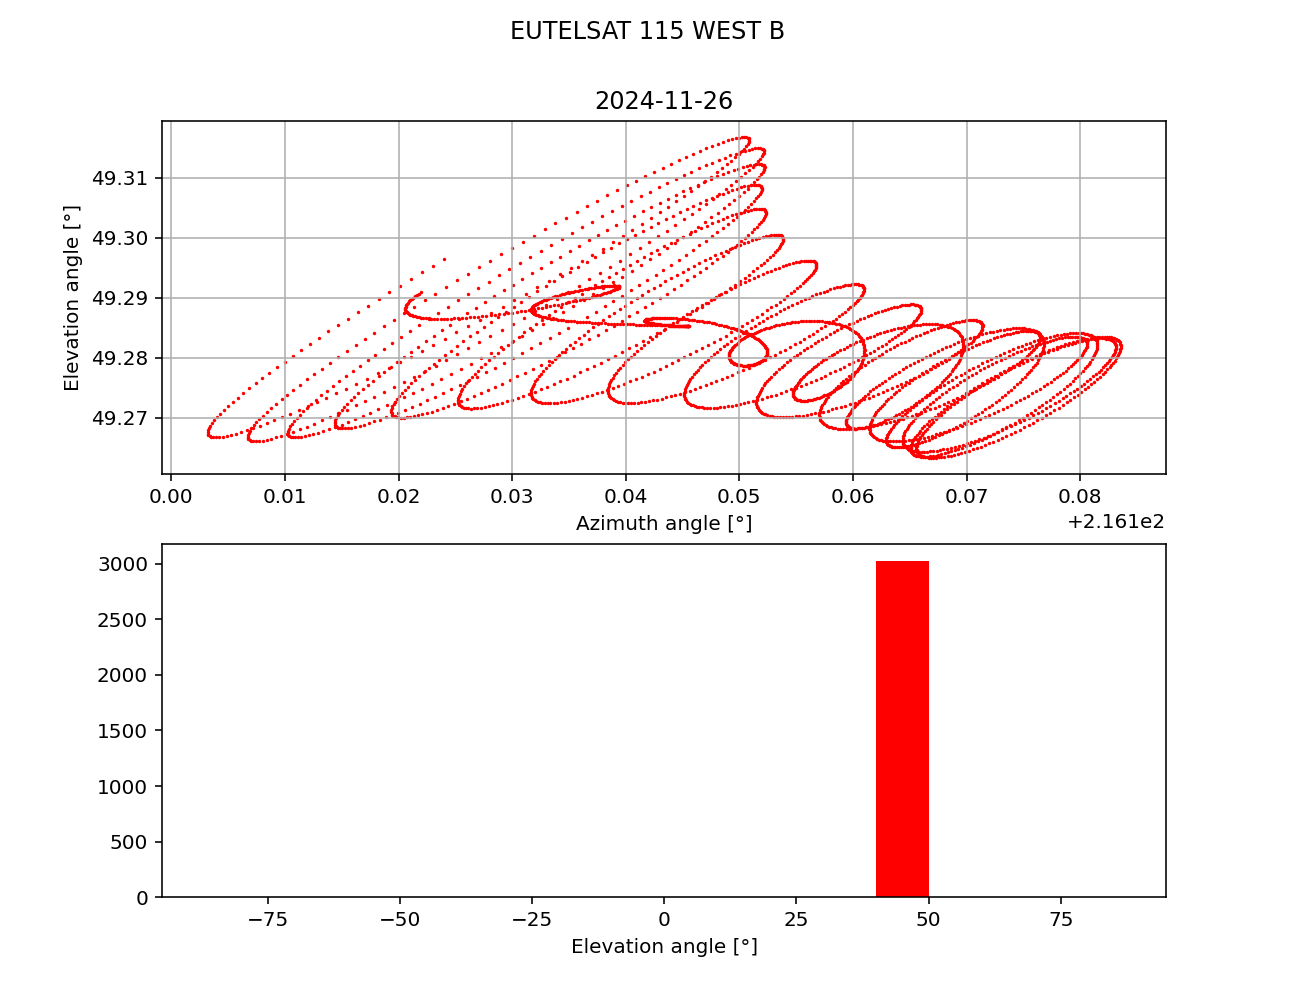 EUTELSAT 115 WEST B
2024-11-26
Elevation angle [°]
49.31
49.30
49.29
49.28
49.27
0.00 0.01 0.02 0.03 0.04 0.05 0.06 0.07 0.08
Azimuth angle [°]
+2.161e2
3000
2500
2000
1500
1000
500
0
−75 −50 −25 0 25 50 75
Elevation angle [°]